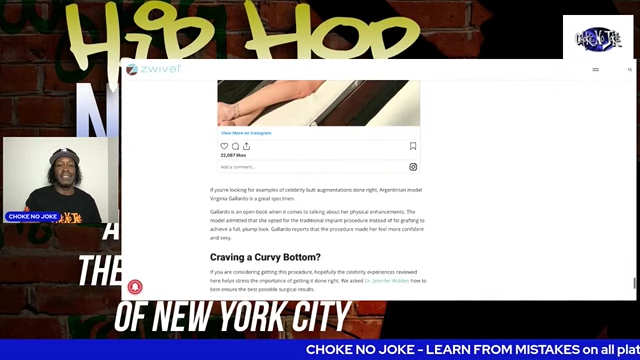 HIP HOP
CHOKE NO JOKE
zwivel
View More on Instagram
22,087 likes
Add a comment...
If you're looking for examples of celebrity butt augmentations done right, Argentinian model
Virginia Gallardo is a good specimen.
Gallardo is an open book when it comes to talking about her physical enhancements. The
model admitted that she opted for the traditional implant procedure instead of fat grafting to
achieve a full, plump look. Gallardo reports that the procedure made her feel more confident
and sexy.
Craving a Curvy Bottom?
If you are considering getting this procedure, hopefully the celebrity experiences reviewed
here helps stress the importance of getting it done right. We asked Dr. Jennifer Walden how to
best ensure the best possible surgical results.
CHOKE NO JOKE
THE
OF NEW YORK CITY
CHOKE NO JOKE - LEARN FROM MISTAKES on all plat